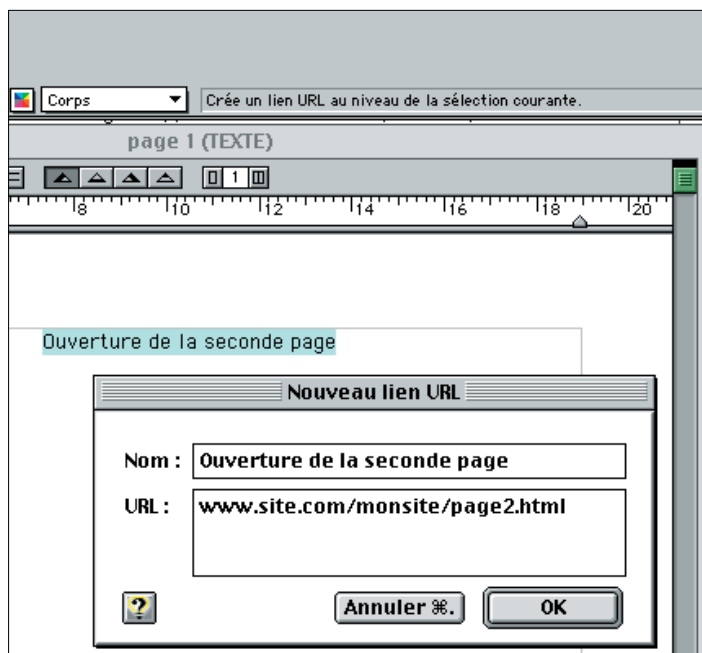 Corps
Crée un lien URL au niveau de la sélection courante.
page 1 (TEXTE)
1
8 10 12 14 16 18 20
Ouverture de la seconde page
Nouveau lien URL
Nom : Ouverture de la seconde page
URL : www.site.com/monsite/page2.html
? Annuler ⌘. OK